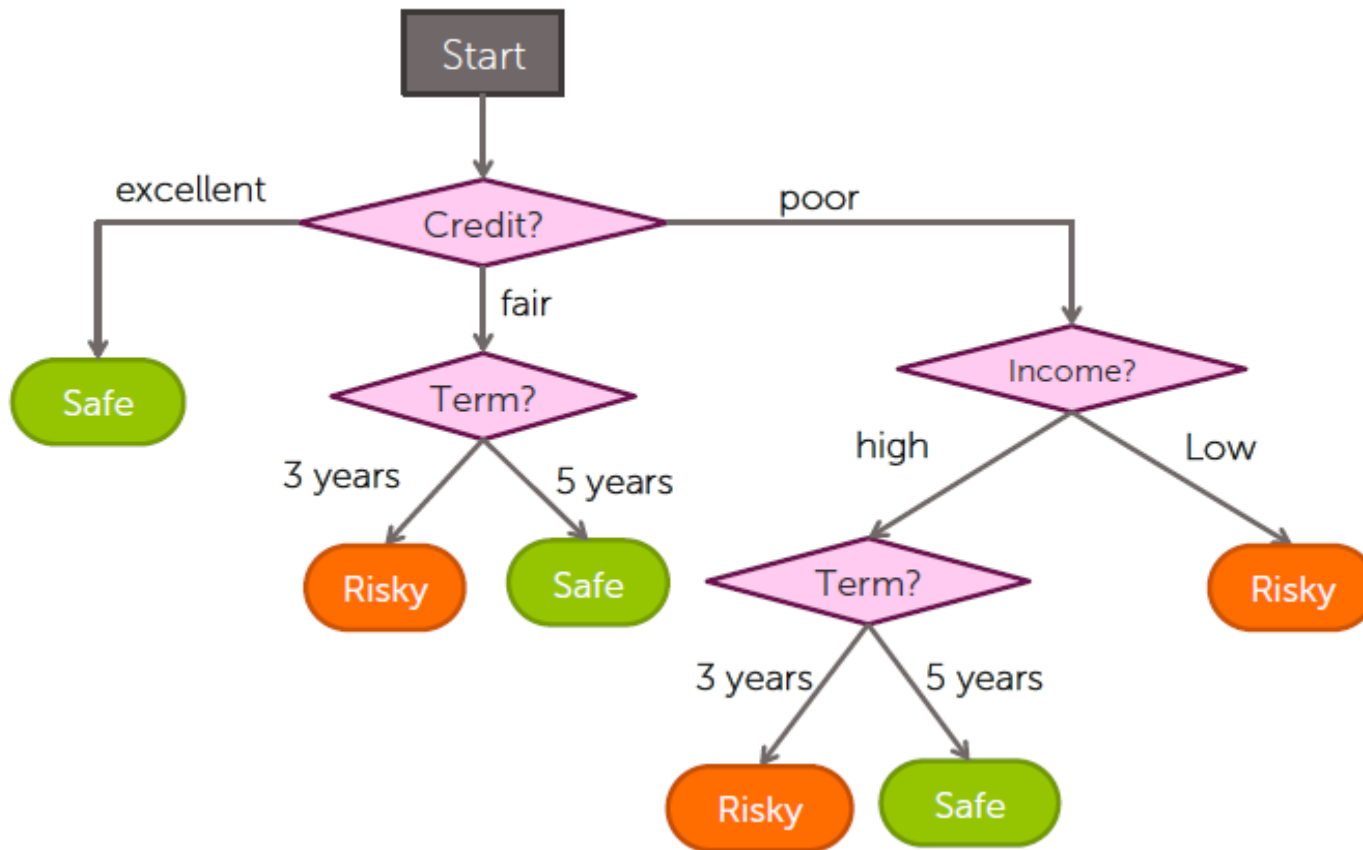 Start
excellent
Credit?
poor
fair
Safe
Term?
Income?
3 years
5 years
high
Low
Risky
Safe
Term?
Risky
3 years
5 years
Risky
Safe